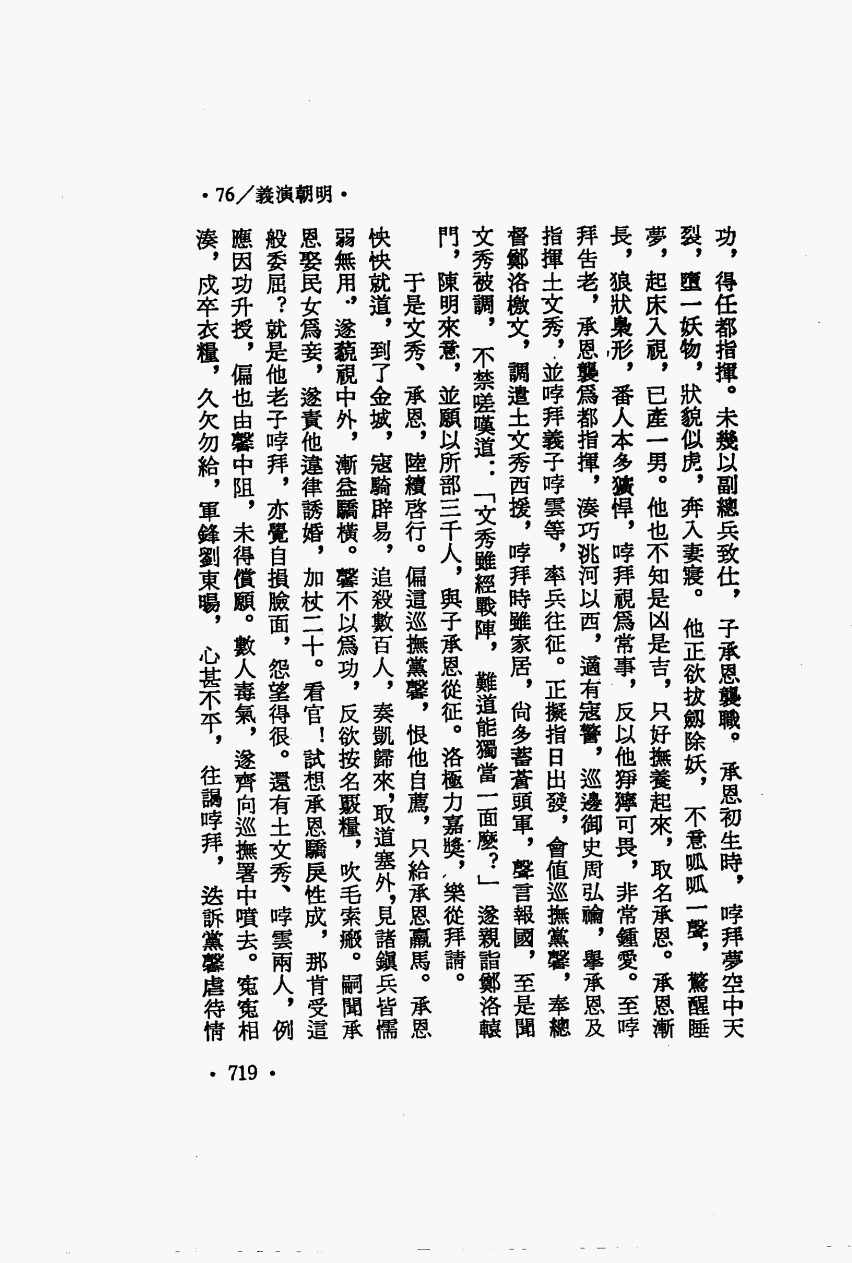 •76／義演朝明•
功，得任都指揮。未幾以副總兵致仕，子承恩襲職。承恩初生時，哱拜夢空中天
裂，墮一妖物，狀貌似虎，奔入妻寢。他正欲拔劍除妖，不意呱呱一聲，驚醒睡
夢，起床入視，已產一男。他也不知是凶是吉，只好撫養起來，取名承恩。承恩漸
長，狼狀梟形，番人本多獷悍，哱拜視爲常事，反以他猙獰可畏，非常鍾愛。至哱
拜告老，承恩襲爲都指揮，湊巧洮河以西，適有寇警，巡邊御史周弘禴，舉承恩及
指揮土文秀，並哱拜義子哱雲等，率兵往征。正擬指日出發，會値巡撫黨馨，奉總
督鄭洛檄文，調遣土文秀西援，哱拜時雖家居，尙多蓄蒼頭軍，聲言報國，至是聞
文秀被調，不禁嗟嘆道：「文秀雖經戰陣，難道能獨當一面麼？」遂親詣鄭洛轅
門，陳明來意，並願以所部三千人，與子承恩從征。洛極力嘉獎，樂從拜請。
于是文秀、承恩，陸續啓行。偏這巡撫黨馨，恨他自薦，只給承恩羸馬。承恩
怏怏就道，到了金城，寇騎辟易，追殺數百人，奏凱歸來，取道塞外，見諸鎭兵皆懦
弱無用，遂藐視中外，漸益驕橫。馨不以爲功，反欲按名覈糧，吹毛索瘢。嗣聞承
恩娶民女爲妾，遂責他違律誘婚，加杖二十。看官！試想承恩驕戾性成，那肯受這
般委屈？就是他老子哱拜，亦覺自損臉面，怨望得很。還有土文秀、哱雲兩人，例
應因功升授，偏也由馨中阻，未得償願。數人毒氣，遂齊向巡撫署中噴去。寃寃相
湊，戍卒衣糧，久欠勿給，軍鋒劉東暘，心甚不平，往謁哱拜，迭訴黨馨虐待情
•719•